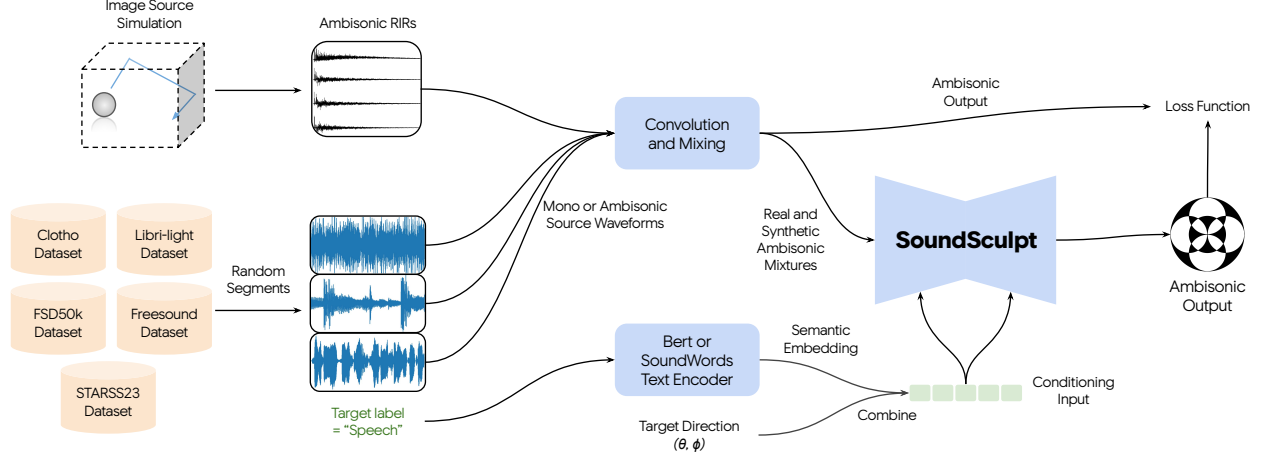 Image Source
Simulation
Ambisonic RIRs
Convolution
and Mixing
Ambisonic
Output
Loss Function
Mono or Ambisonic
Source Waveforms
Clotho
Dataset
Libri-light
Dataset
FSD50k
Dataset
Freesound
Dataset
STARSS23
Dataset
Random
Segments
Target label
= “Speech”
Real and
Synthetic
Ambisonic
Mixtures
SoundSculpt
Ambisonic
Output
Bert or
SoundWords
Text Encoder
Semantic
Embedding
Target Direction
(θ, ϕ)
Combine
Conditioning
Input